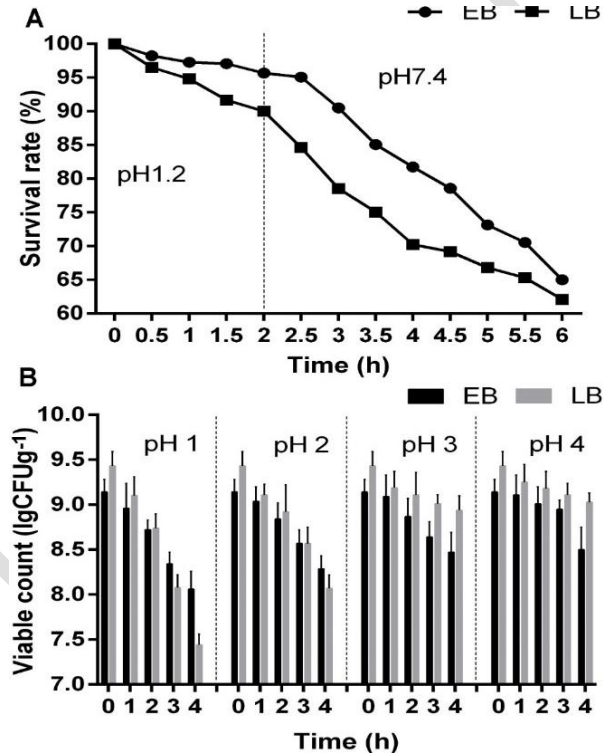 A
EB LB
100
95
90
85
80
75
70
65
60
Survival rate (%)
pH7.4
pH1.2
0 0.5 1 1.5 2 2.5 3 3.5 4 4.5 5 5.5 6
Time (h)
B
EB LB
10.0
9.5
9.0
8.5
8.0
7.5
7.0
Viable count (lgCFUg-1)
pH 1 pH 2 pH 3 pH 4
0 1 2 3 4 0 1 2 3 4 0 1 2 3 4 0 1 2 3 4
Time (h)